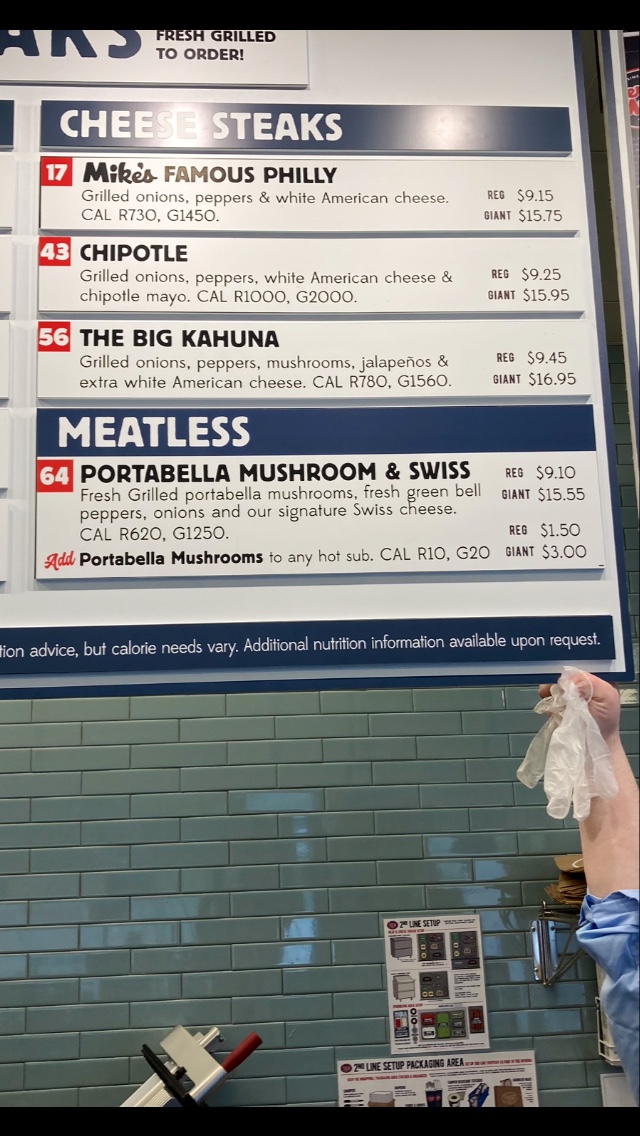 AKS
FRESH GRILLED
TO ORDER!
CHEESE STEAKS
17 Mike's FAMOUS PHILLY
Grilled onions, peppers & white American cheese.
CAL R730, G1450.
REG $9.15
GIANT $15.75
43 CHIPOTLE
Grilled onions, peppers, white American cheese &
chipotle mayo. CAL R1000, G2000.
REG $9.25
GIANT $15.95
56 THE BIG KAHUNA
Grilled onions, peppers, mushrooms, jalapeños &
extra white American cheese. CAL R780, G1560.
REG $9.45
GIANT $16.95
MEATLESS
64 PORTABELLA MUSHROOM & SWISS
Fresh Grilled portabella mushrooms, fresh green bell
peppers, onions and our signature Swiss cheese.
CAL R620, G1250.
REG $9.10
GIANT $15.55
Add Portabella Mushrooms to any hot sub. CAL R10, G20
REG $1.50
GIANT $3.00
tion advice, but calorie needs vary. Additional nutrition information available upon request.
2ND LINE SETUP
2ND LINE SETUP PACKAGING AREA